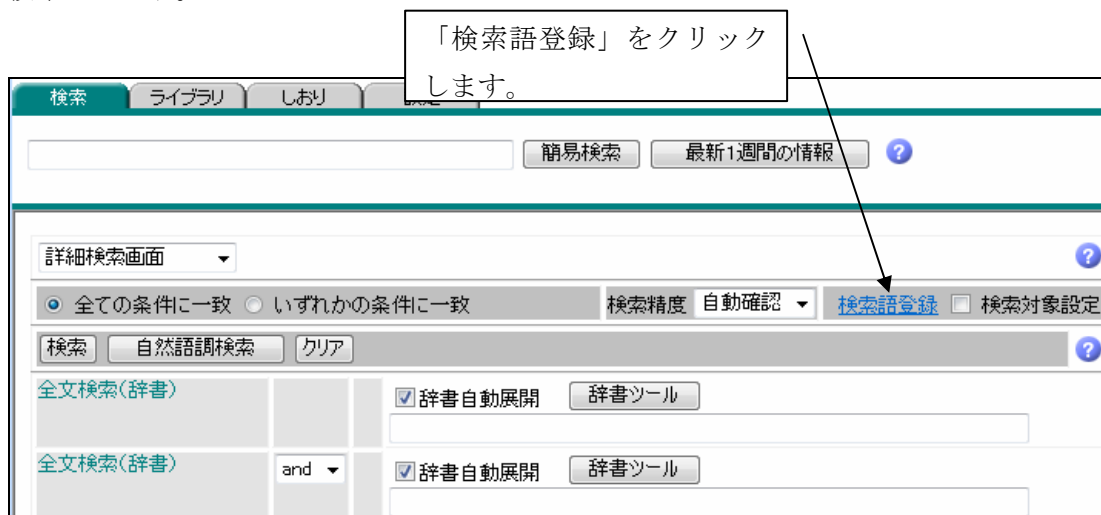 「検索語登録」をクリック
します。
検索 ライブラリ しおり
簡易検索 最新1週間の情報 ?
詳細検索画面 ?
全ての条件に一致 いずれかの条件に一致 検索精度 自動確認 検索語登録 検索対象設定
検索 自然語調検索 クリア ?
全文検索(辞書) 辞書自動展開 辞書ツール
全文検索(辞書) and 辞書自動展開 辞書ツール